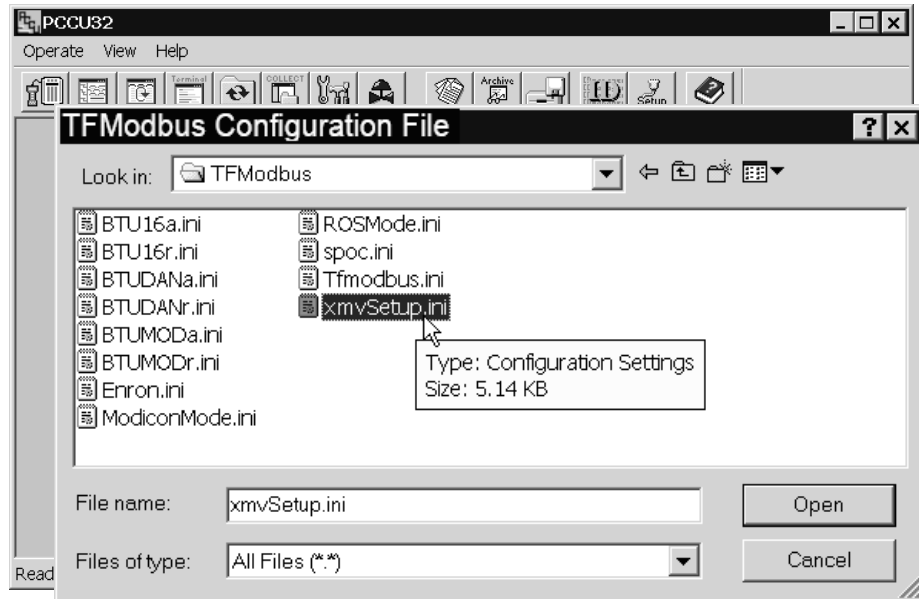 PCCU32
Operate View Help
Terminal
COLLECT
Archive
Setup
TFModbus Configuration File
Look in: TFModbus
BTU16a.ini
BTU16r.ini
BTUDANa.ini
BTUDANr.ini
BTUMODa.ini
BTUMODr.ini
Enron.ini
ModiconMode.ini
ROSMode.ini
spoc.ini
Tfmodbus.ini
xmvSetup.ini
Type: Configuration Settings
Size: 5.14 KB
File name: xmvSetup.ini Open
Files of type: All Files (*.*) Cancel
Read